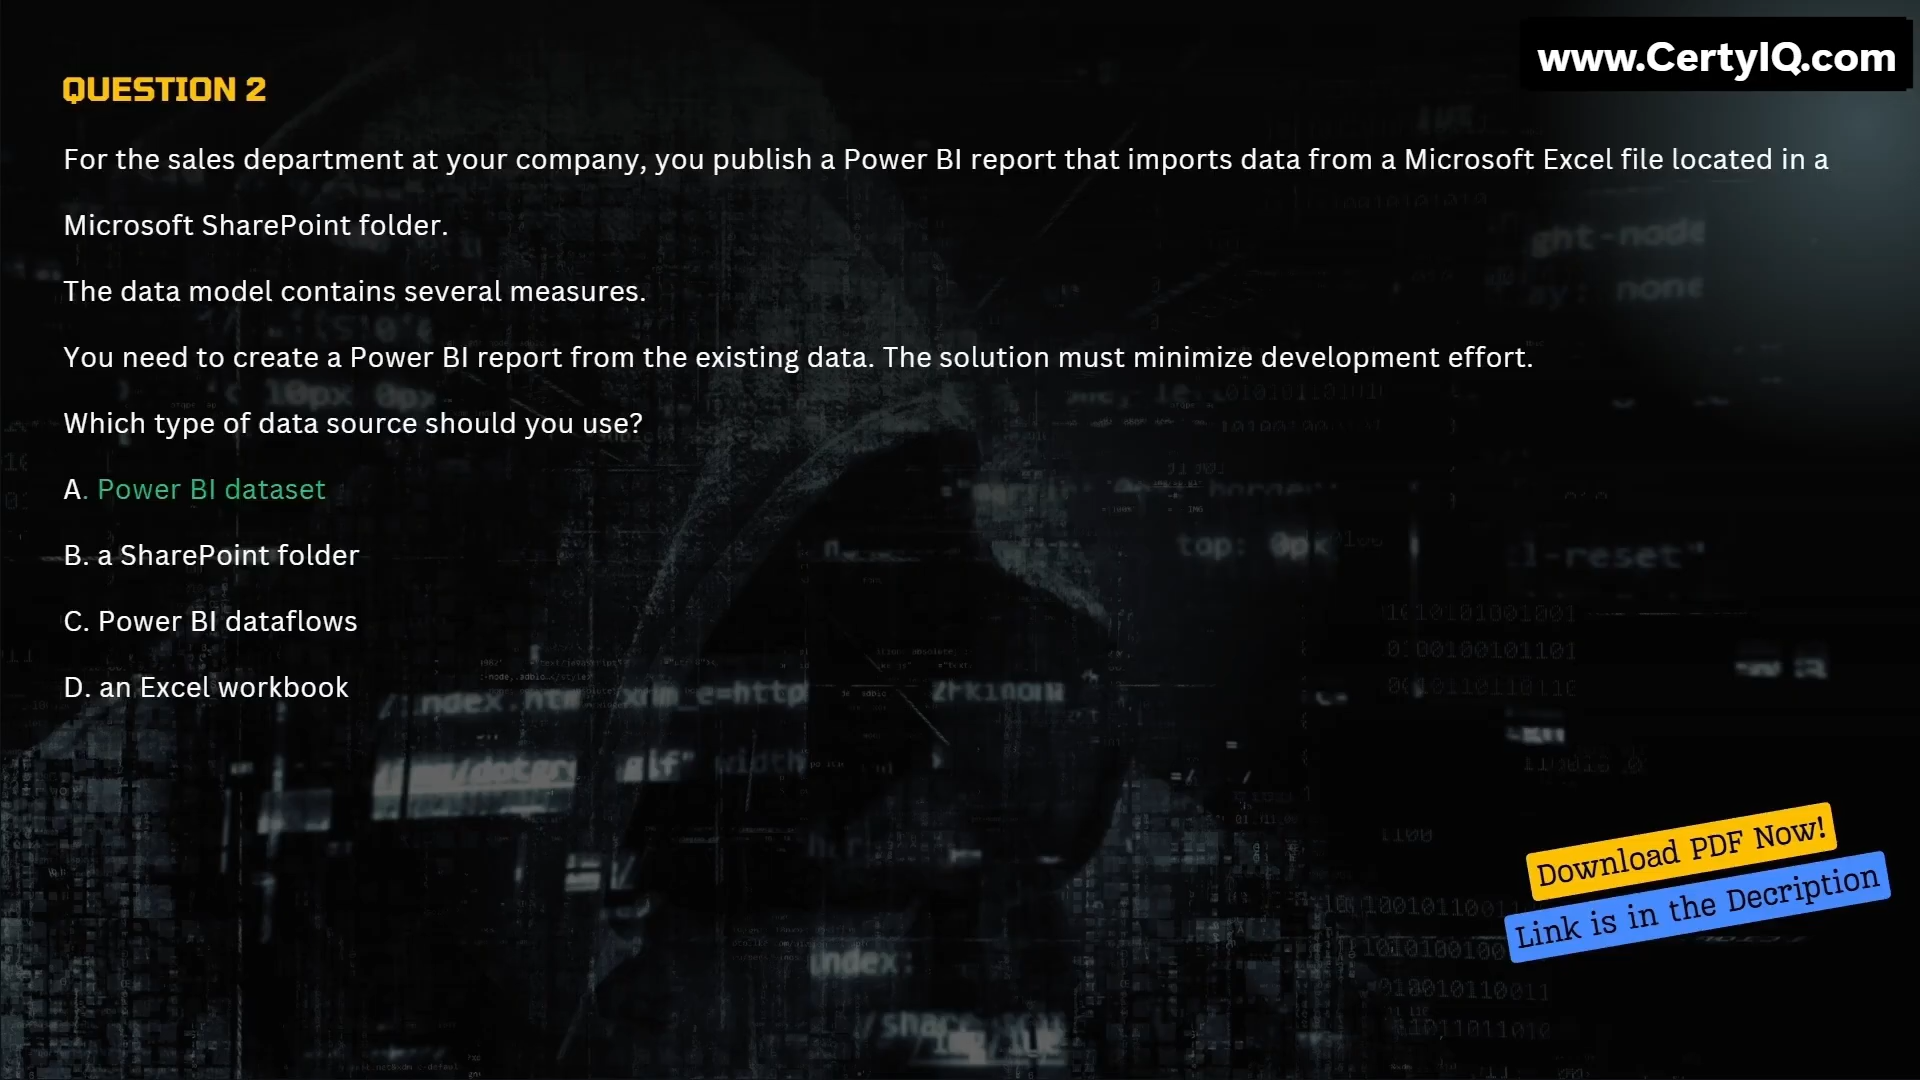 www.CertyIQ.com
QUESTION 2
For the sales department at your company, you publish a Power BI report that imports data from a Microsoft Excel file located in a
Microsoft SharePoint folder.
The data model contains several measures.
You need to create a Power BI report from the existing data. The solution must minimize development effort.
Which type of data source should you use?
A. Power BI dataset
B. a SharePoint folder
C. Power BI dataflows
D. an Excel workbook
Download PDF Now!
Link is in the Decription